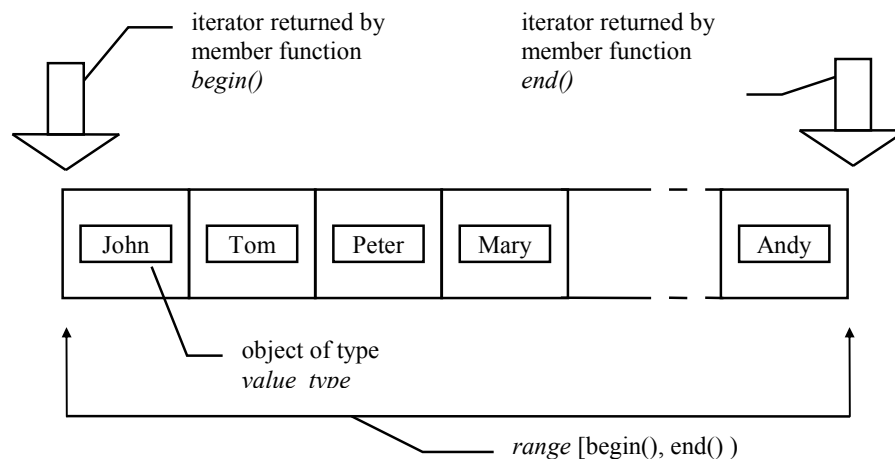 iterator returned by
member function
begin()
iterator returned by
member function
end()
John
Tom
Peter
Mary
Andy
object of type
value_type
range [begin(), end() )